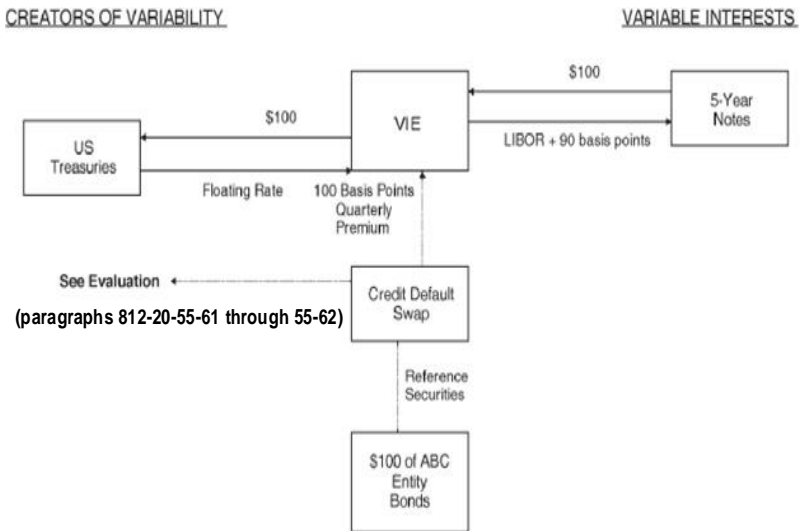 CREATORS OF VARIABILITY
VARIABLE INTERESTS
$100
5-Year
Notes
VIE
$100
US
Treasuries
LIBOR + 90 basis points
Floating Rate
100 Basis Points
Quarterly
Premium
See Evaluation
(paragraphs 812-20-55-61 through 55-62)
Credit Default
Swap
Reference
Securities
$100 of ABC
Entity
Bonds